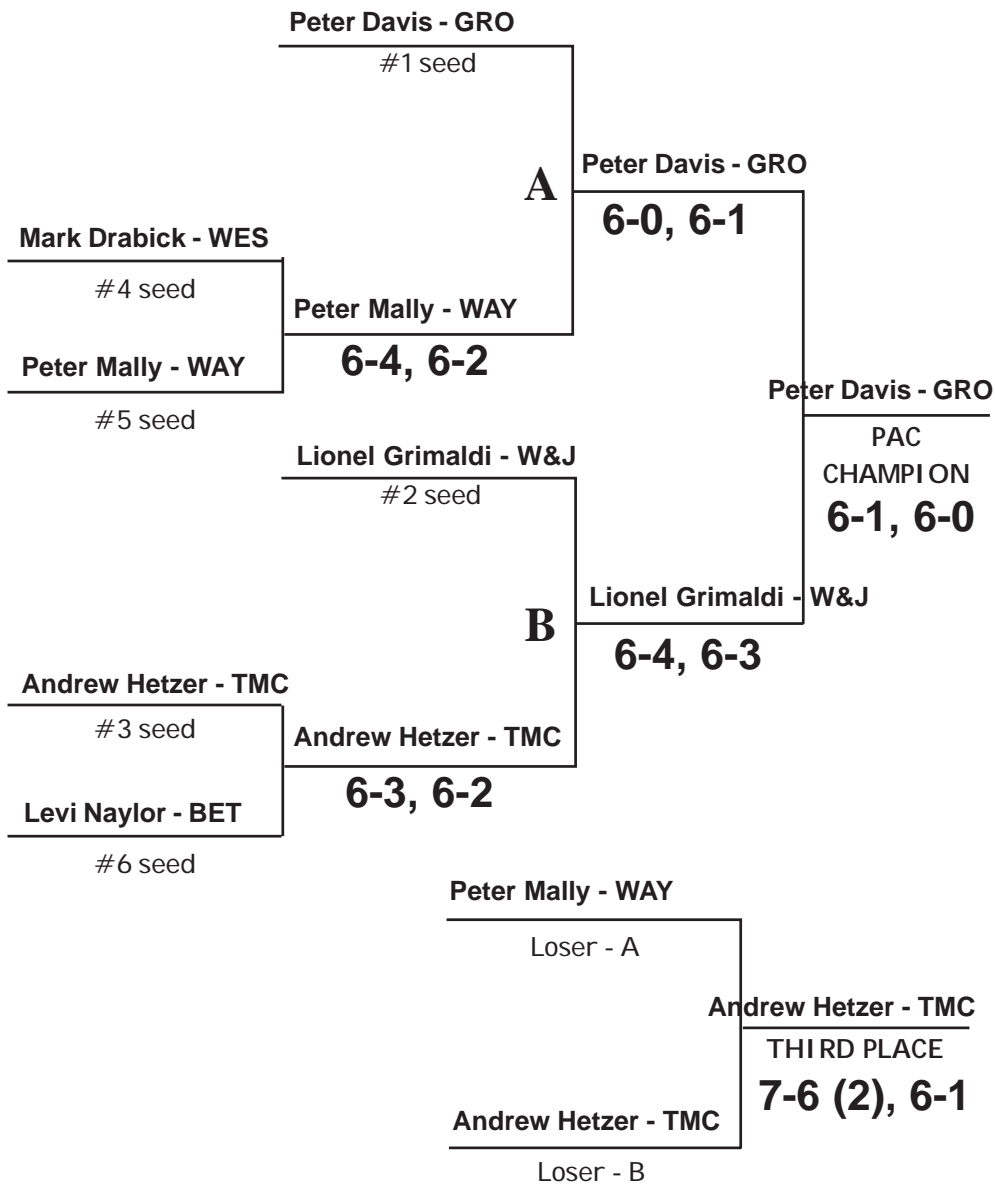 Peter Davis - GRO
#1 seed
A
Peter Davis - GRO
6-0, 6-1
Mark Drabick - WES
#4 seed
Peter Mally - WAY
6-4, 6-2
Peter Mally - WAY
#5 seed
Peter Davis - GRO
PAC
CHAMPION
6-1, 6-0
Lionel Grimaldi - W&J
#2 seed
B
Lionel Grimaldi - W&J
6-4, 6-3
Andrew Hetzer - TMC
#3 seed
Andrew Hetzer - TMC
6-3, 6-2
Levi Naylor - BET
#6 seed
Peter Mally - WAY
Loser - A
Andrew Hetzer - TMC
THIRD PLACE
7-6 (2), 6-1
Andrew Hetzer - TMC
Loser - B